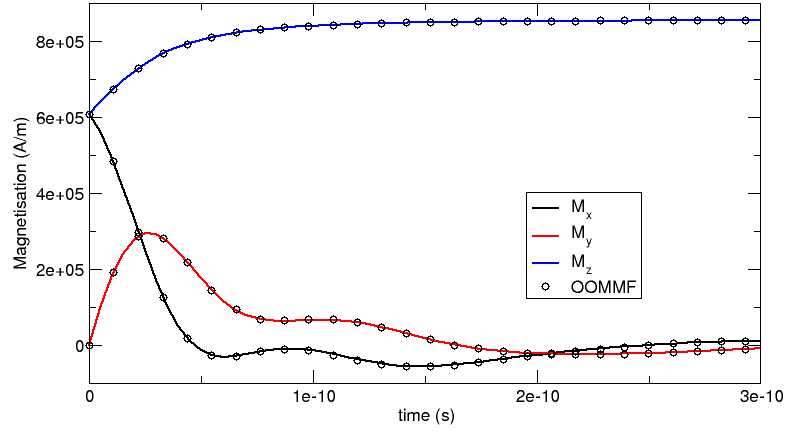 Magnetisation (A/m)
8e+05
6e+05
4e+05
2e+05
0
0
1e-10
2e-10
3e-10
time (s)
Mx
My
Mz
OOMMF